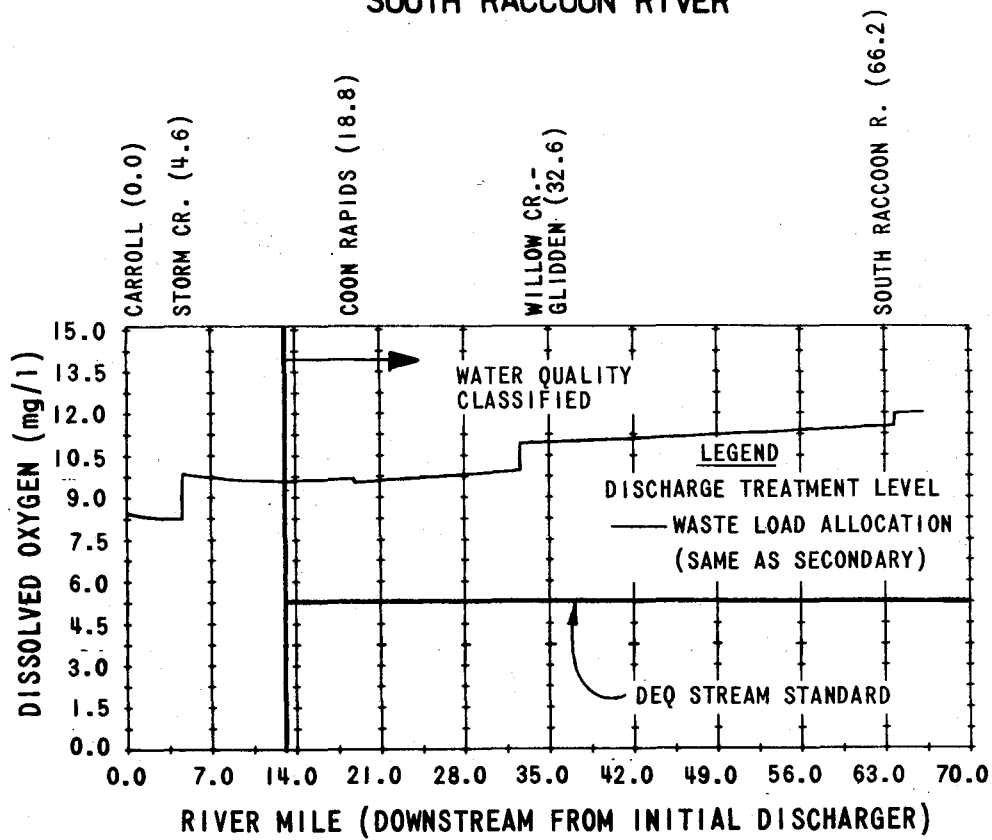 SOUTH RACCOON RIVER
CARROLL (0.0)
STORM CR. (4.6)
COON RAPIDS (18.8)
WILLOW CR.-
GLIDDEN (32.6)
SOUTH RACCOON R. (66.2)
DISSOLVED OXYGEN (mg/l)
15.0
13.5
12.0
10.5
9.0
7.5
6.0
4.5
3.0
1.5
0.0
WATER QUALITY
CLASSIFIED
LEGEND
DISCHARGE TREATMENT LEVEL
WASTE LOAD ALLOCATION
(SAME AS SECONDARY)
DEQ STREAM STANDARD
0.0 7.0 14.0 21.0 28.0 35.0 42.0 49.0 56.0 63.0 70.0
RIVER MILE (DOWNSTREAM FROM INITIAL DISCHARGER)